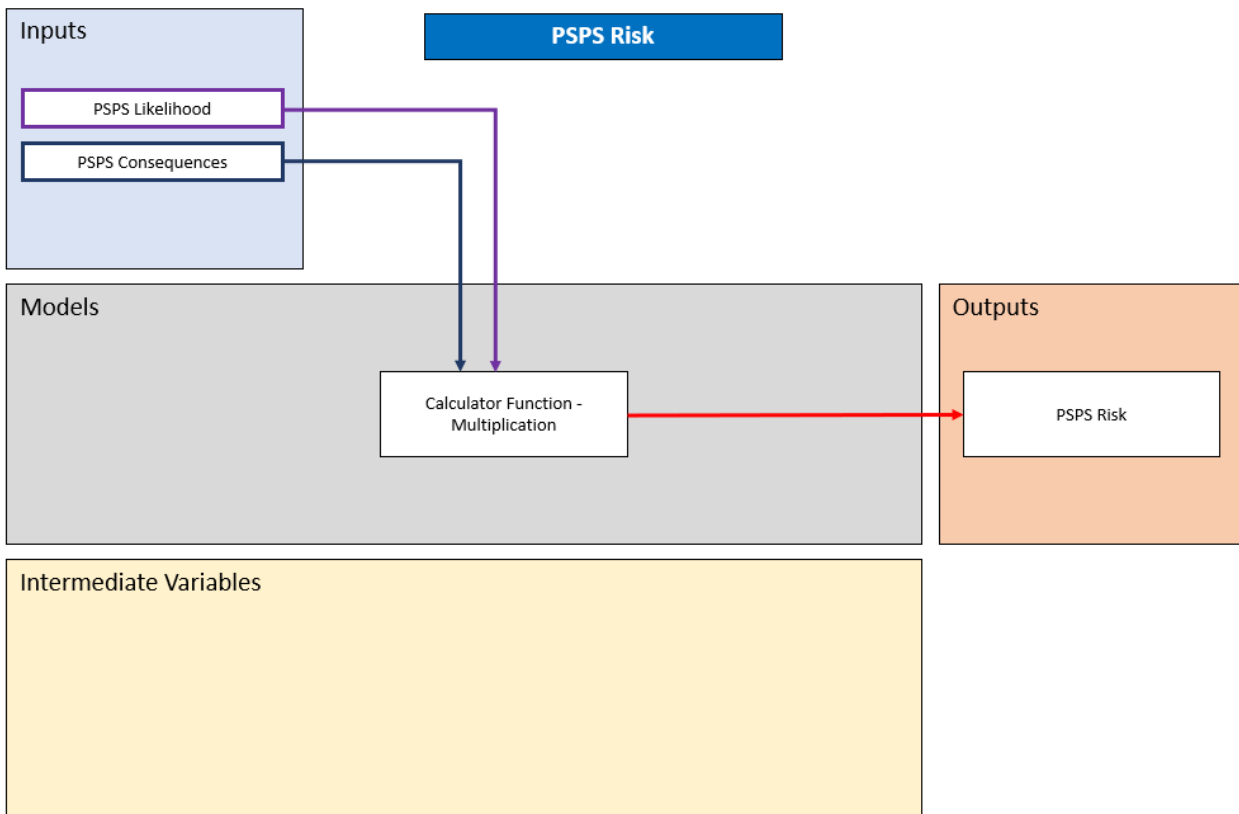 Inputs
PSPS Risk
PSPS Likelihood
PSPS Consequences
Models
Calculator Function -
Multiplication
Outputs
PSPS Risk
Intermediate Variables